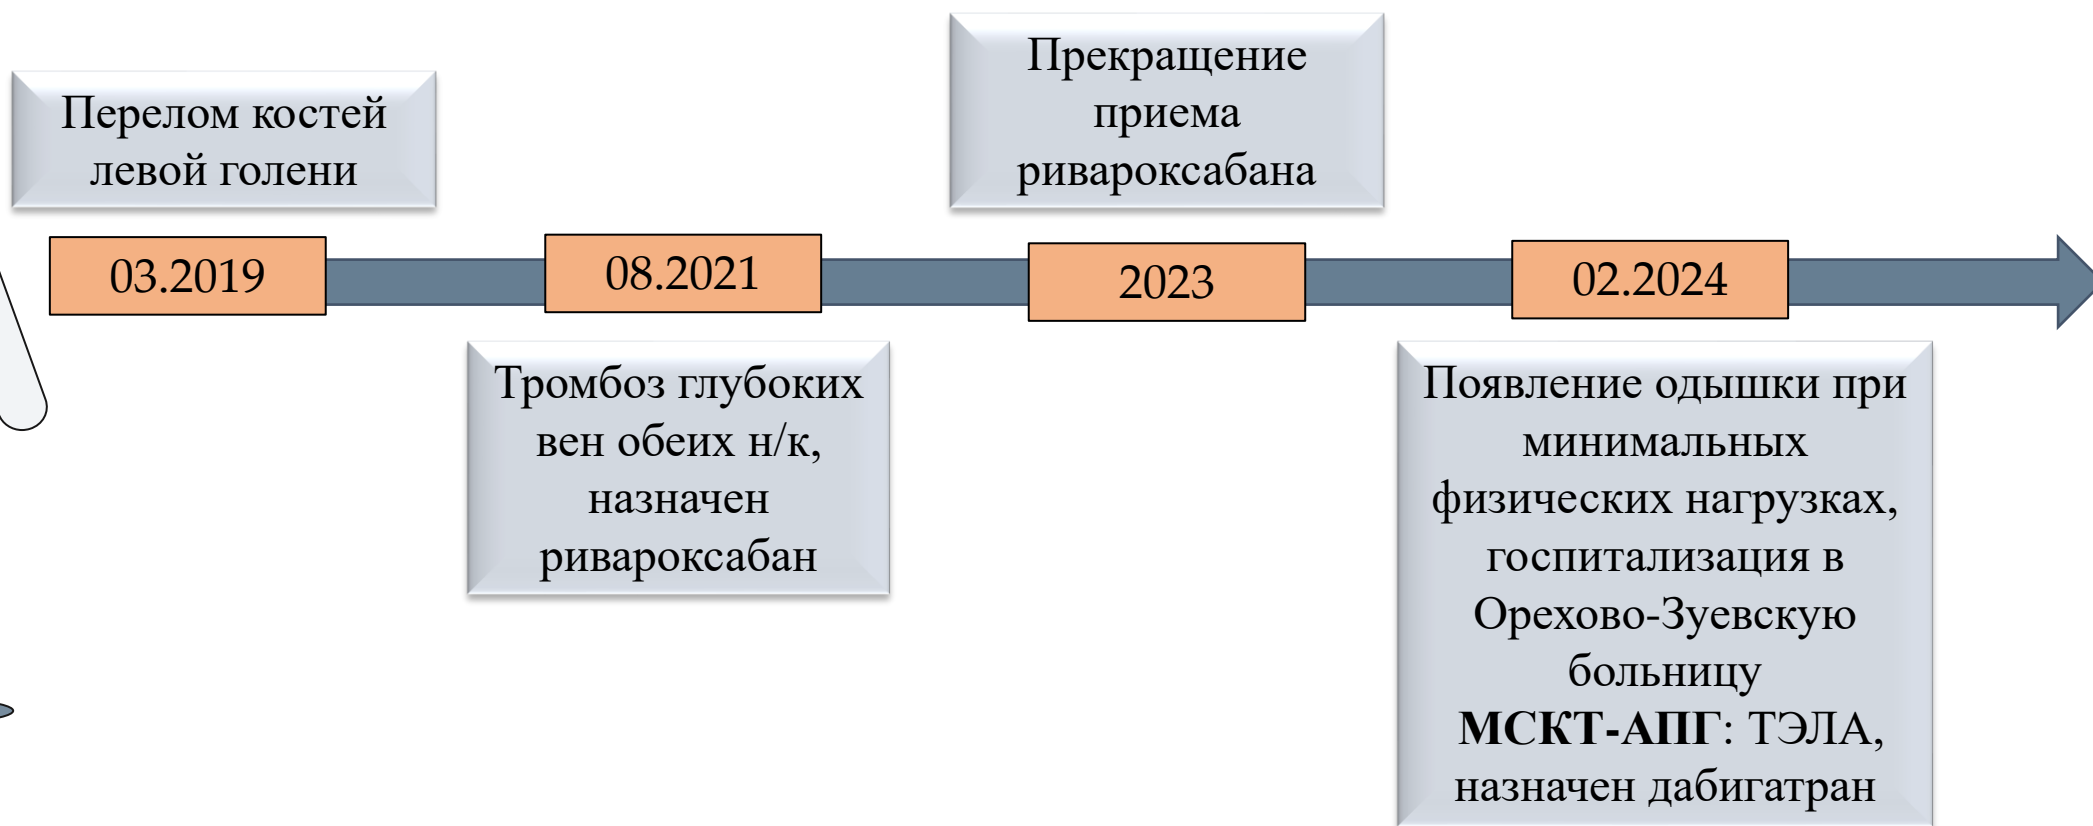 Перелом костей
левой голени
03.2019
08.2021
Тромбоз глубоких
вен обеих н/к,
назначен
ривароксабан
Прекращение
приема
ривароксабана
2023
02.2024
Появление одышки при
минимальных
физических нагрузках,
госпитализация в
Орехово-Зуевскую
больницу
МСКТ-АПГ: ТЭЛА,
назначен дабигатран